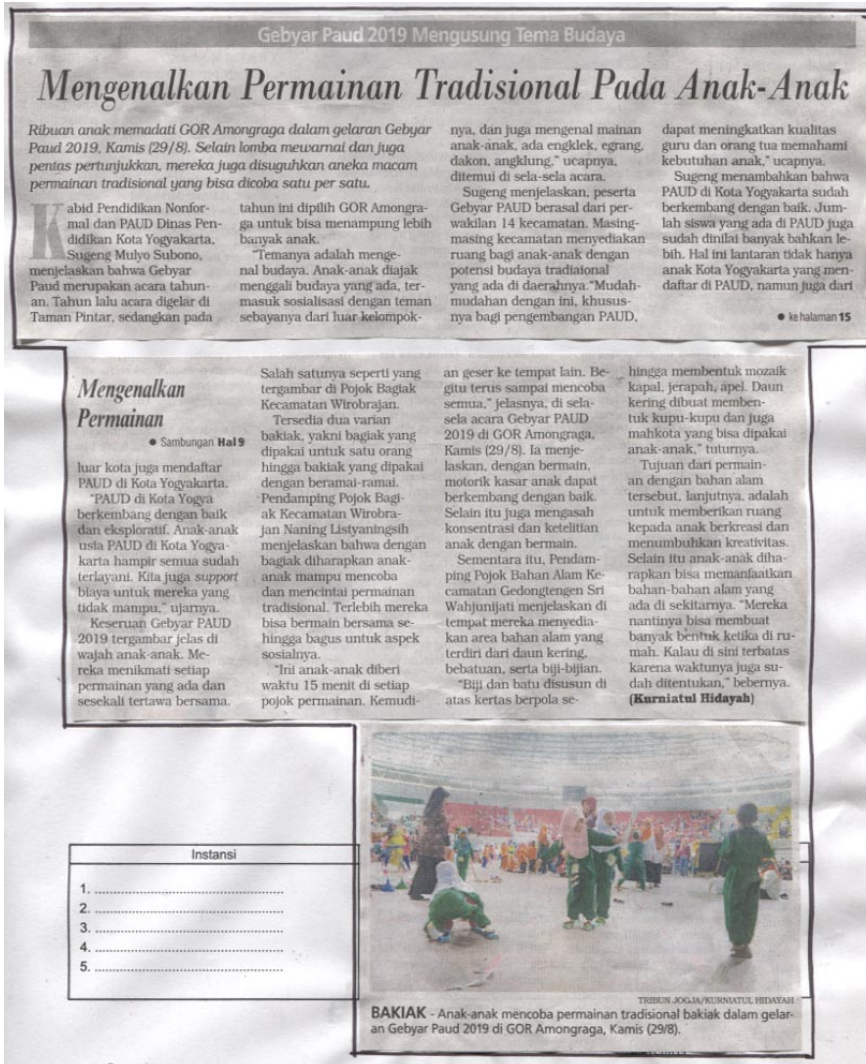 Gebyar Paud 2019 Mengusung Tema Budaya
Mengenalkan Permainan Tradisional Pada Anak-Anak
Ribuan anak memadati GOR Amongraga dalam gelaran Gebyar
Paud 2019, Kamis (29/8). Selain lomba mewarnai dan juga
pentas pertunjukkan, mereka juga disuguhkan aneka macam
permainan tradisional yang bisa dicoba satu per satu.
Kabid Pendidikan Nonfor-
mal dan PAUD Dinas Pen-
didikan Kota Yogyakarta,
Sugeng Mulyo Subono,
menjelaskan bahwa Gebyar
Paud merupakan acara tahun-
an. Tahun lalu acara digelar di
Taman Pintar, sedangkan pada
tahun ini dipilih GOR Amongra-
ga untuk bisa menampung lebih
banyak anak.
"Temanya adalah menge-
nal budaya. Anak-anak diajak
menggali budaya yang ada, ter-
masuk sosialisasi dengan teman
sebayanya dari luar kelompok-
nya, dan juga mengenal mainan
anak-anak, ada engklek, egrang,
dakon, angklung," ucapnya,
ditemui di sela-sela acara.
Sugeng menjelaskan, peserta
Gebyar PAUD berasal dari per-
wakilan 14 kecamatan. Masing-
masing kecamatan menyediakan
ruang bagi anak-anak dengan
potensi budaya tradiaional
yang ada di daerahnya."Mudah-
mudahan dengan ini, khusus-
nya bagi pengembangan PAUD,
dapat meningkatkan kualitas
guru dan orang tua memahami
kebutuhan anak," ucapnya.
Sugeng menambahkan bahwa
PAUD di Kota Yogyakarta sudah
berkembang dengan baik. Jum-
lah siswa yang ada di PAUD juga
sudah dinilai banyak bahkan le-
bih. Hal ini lantaran tidak hanya
anak Kota Yogyakarta yang men-
daftar di PAUD, namun juga dari
● ke halaman 15
Mengenalkan
Permainan
● Sambungan Hal 9
luar kota juga mendaftar
PAUD di Kota Yogyakarta.
"PAUD di Kota Yogya
berkembang dengan baik
dan eksploratif. Anak-anak
usia PAUD di Kota Yogya-
karta hampir semua sudah
terlayani. Kita juga support
biaya untuk mereka yang
tidak mampu," ujarnya.
Keseruan Gebyar PAUD
2019 tergambar jelas di
wajah anak-anak. Me-
reka menikmati setiap
permainan yang ada dan
sesekali tertawa bersama.
Salah satunya seperti yang
tergambar di Pojok Bagiak
Kecamatan Wirobrajan.
Tersedia dua varian
bakiak, yakni bagiak yang
dipakai untuk satu orang
hingga bakiak yang dipakai
dengan beramai-ramai.
Pendamping Pojok Bagi-
ak Kecamatan Wirobra-
jan Naning Listyaningsih
menjelaskan bahwa dengan
bagiak diharapkan anak-
anak mampu mencoba
dan mencintai permainan
tradisional. Terlebih mereka
bisa bermain bersama se-
hingga bagus untuk aspek
sosialnya.
"Ini anak-anak diberi
waktu 15 menit di setiap
pojok permainan. Kemudi-
an geser ke tempat lain. Be-
gitu terus sampai mencoba
semua," jelasnya, di sela-
sela acara Gebyar PAUD
2019 di GOR Amongraga,
Kamis (29/8). Ia menje-
laskan, dengan bermain,
motorik kasar anak dapat
berkembang dengan baik.
Selain itu juga mengasah
konsentrasi dan ketelitian
anak dengan bermain.
Sementara itu, Pendam-
ping Pojok Bahan Alam Ke-
camatan Gedongtengen Sri
Wahjunijati menjelaskan di
tempat mereka menyedia-
kan area bahan alam yang
terdiri dari daun kering,
bebatuan, serta biji-bijian.
"Biji dan batu disusun di
atas kertas berpola se-
hingga membentuk mozaik
kapal, jerapah, apel. Daun
kering dibuat memben-
tuk kupu-kupu dan juga
mahkota yang bisa dipakai
anak-anak," tuturnya.
Tujuan dari permain-
an dengan bahan alam
tersebut, lanjutnya, adalah
untuk memberikan ruang
kepada anak berkreasi dan
menumbuhkan kreativitas.
Selain itu anak-anak diha-
rapkan bisa memanfaatkan
bahan-bahan alam yang
ada di sekitarnya. "Mereka
nantinya bisa membuat
banyak bentuk ketika di ru-
mah. Kalau di sini terbatas
karena waktunya juga su-
dah ditentukan," bebernya.
(Kurniatul Hidayah)
Instansi
1. ................................................
2. ................................................
3. ................................................
4. ................................................
5. ................................................
TRIBUN JOGJA/KURNIATUL HIDAYAH
BAKIAK - Anak-anak mencoba permainan tradisional bakiak dalam gelar-
an Gebyar Paud 2019 di GOR Amongraga, Kamis (29/8).